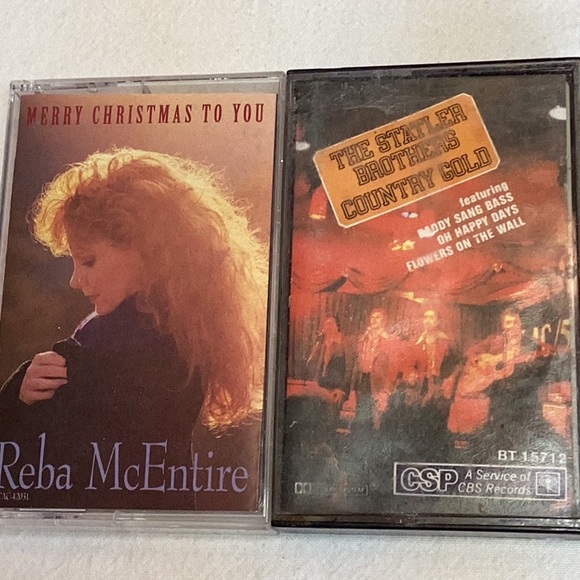 MERRY CHRISTMAS TO YOU
Reba McEntire
THE STATLER
BROTHERS
COUNTRY GOLD
featuring
DADDY SANG BASS
OH HAPPY DAYS
FLOWERS ON THE WALL
BT 15712
CSP A Service of
CBS Records